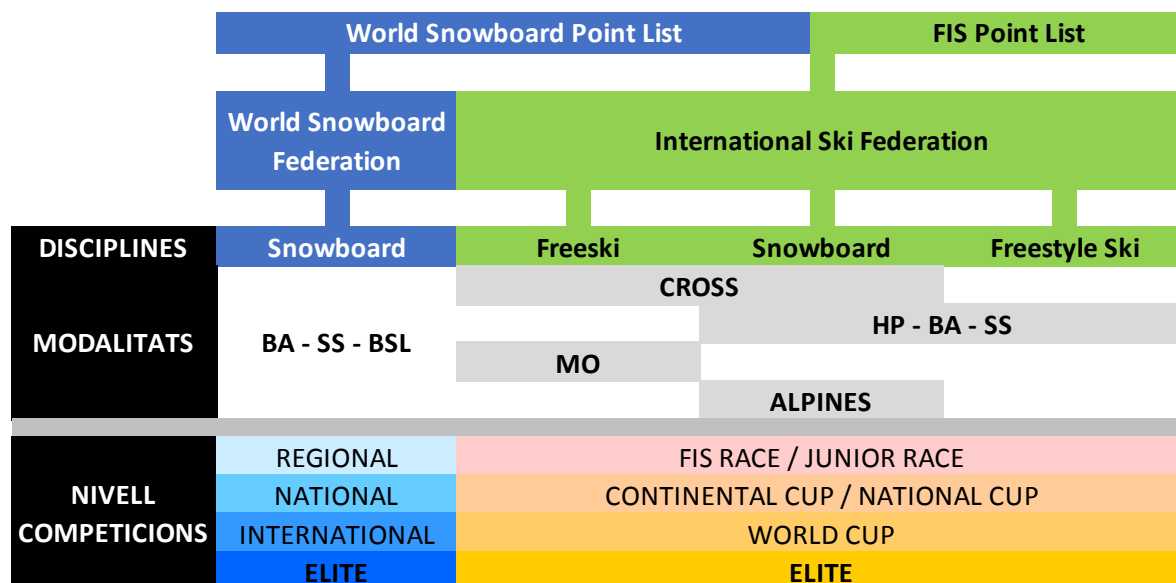 World Snowboard Point List
FIS Point List
World Snowboard
Federation
International Ski Federation
DISCIPLINES
Snowboard
Freeski
Snowboard
Freestyle Ski
MODALITATS
BA - SS - BSL
CROSS
HP - BA - SS
MO
ALPINES
NIVELL
COMPETICIONS
REGIONAL
FIS RACE / JUNIOR RACE
NATIONAL
CONTINENTAL CUP / NATIONAL CUP
INTERNATIONAL
WORLD CUP
ELITE
ELITE